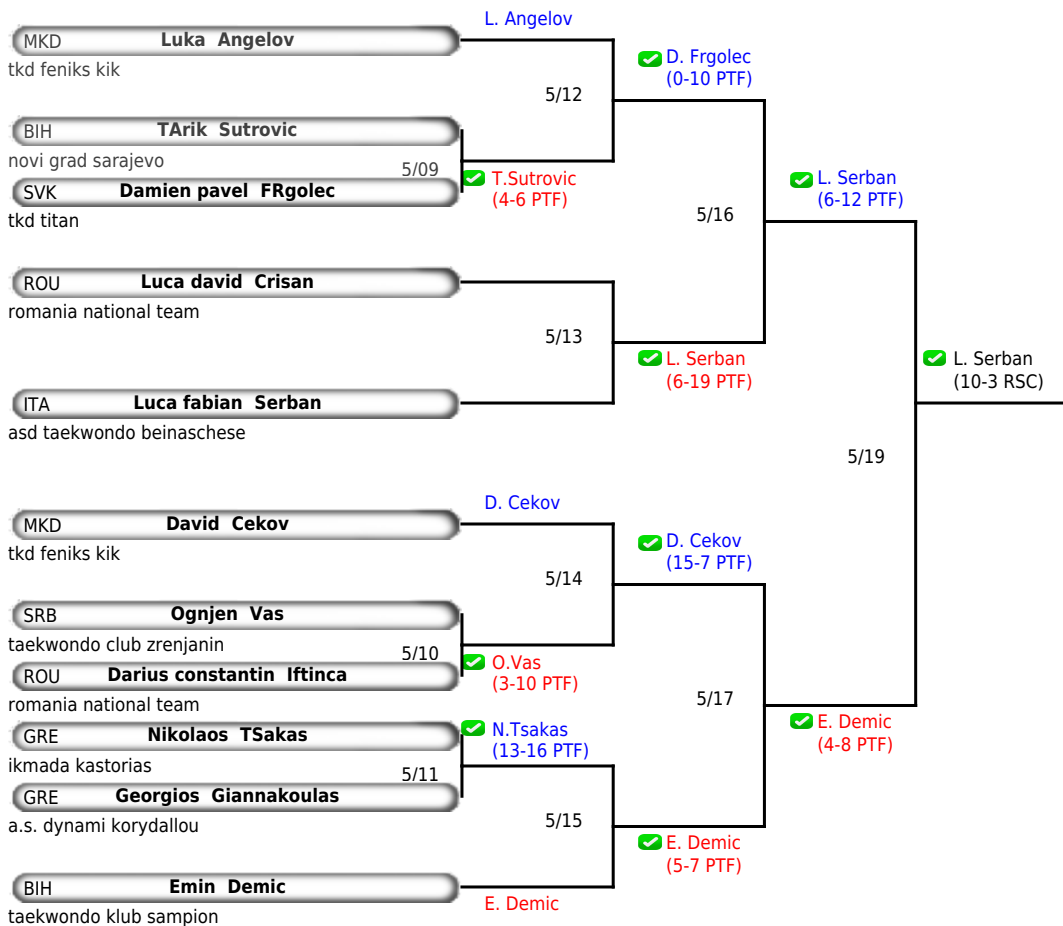 L. Angelov
MKD Luka Angelov
tkd feniks kik
D. Frgolec
(0-10 PTF)
5/12
BIH TArik Sutrovic
novi grad sarajevo
5/09
T.Sutrovic
(4-6 PTF)
SVK Damien pavel FRgolec
tkd titan
L. Serban
(6-12 PTF)
5/16
ROU Luca david Crisan
romania national team
5/13
L. Serban
(6-19 PTF)
L. Serban
(10-3 RSC)
ITA Luca fabian Serban
asd taekwondo beinaschese
5/19
D. Cekov
MKD David Cekov
tkd feniks kik
D. Cekov
(15-7 PTF)
5/14
SRB Ognjen Vas
taekwondo club zrenjanin
5/10
O.Vas
(3-10 PTF)
ROU Darius constantin Iftinca
romania national team
5/17
GRE Nikolaos TSakas
ikmada kastorias
N.Tsakas
(13-16 PTF)
E. Demic
(4-8 PTF)
5/11
GRE Georgios Giannakoulas
a.s. dynami korydallou
5/15
E. Demic
(5-7 PTF)
BIH Emin Demic
taekwondo klub sampion
E. Demic